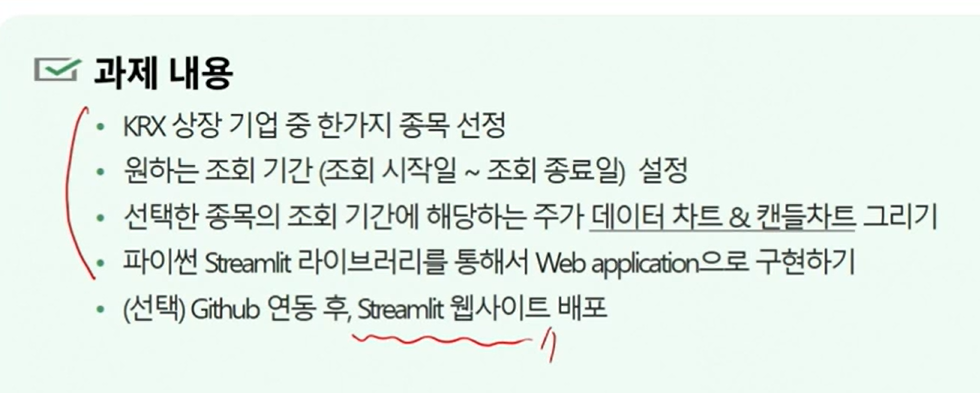 과제 내용
• KRX 상장 기업 중 한가지 종목 선정
• 원하는 조회 기간 (조회 시작일 ~ 조회 종료일) 설정
• 선택한 종목의 조회 기간에 해당하는 주가 데이터 차트 & 캔들차트 그리기
• 파이썬 Streamlit 라이브러리를 통해서 Web application으로 구현하기
• (선택) Github 연동 후, Streamlit 웹사이트 배포